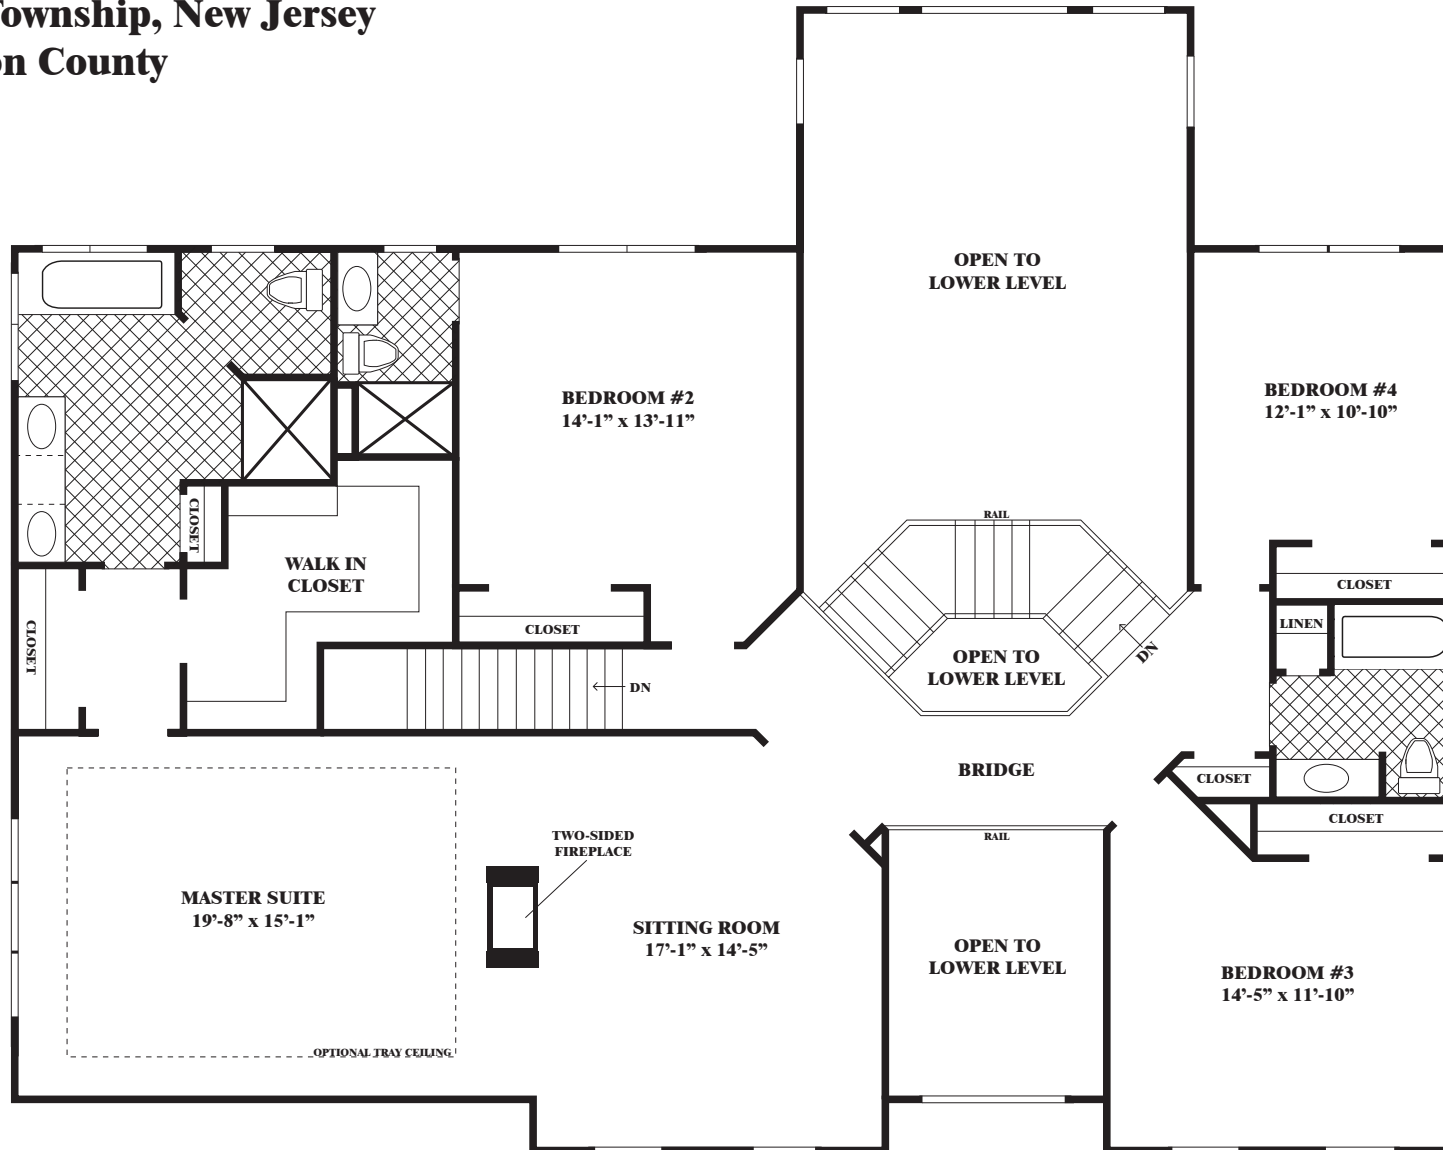 Township, New Jersey
on County
OPEN TO
LOWER LEVEL
BEDROOM #2
14’-1” x 13’-11”
BEDROOM #4
12’-1” x 10’-10”
RAIL
CLOSET
WALK IN
CLOSET
CLOSET
CLOSET
LINEN
CLOSET
OPEN TO
LOWER LEVEL
DN
DN
BRIDGE
CLOSET
CLOSET
RAIL
TWO-SIDED
FIREPLACE
MASTER SUITE
19’-8” x 15’-1”
SITTING ROOM
17’-1” x 14’-5”
OPEN TO
LOWER LEVEL
BEDROOM #3
14’-5” x 11’-10”
OPTIONAL TRAY CEILING